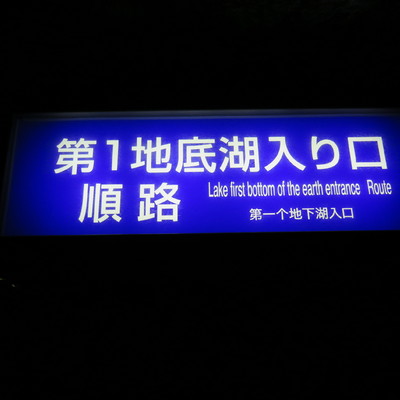 第1地底湖入り口
順路
Lake first bottom of the earth entrance Route
第一个地下湖入口